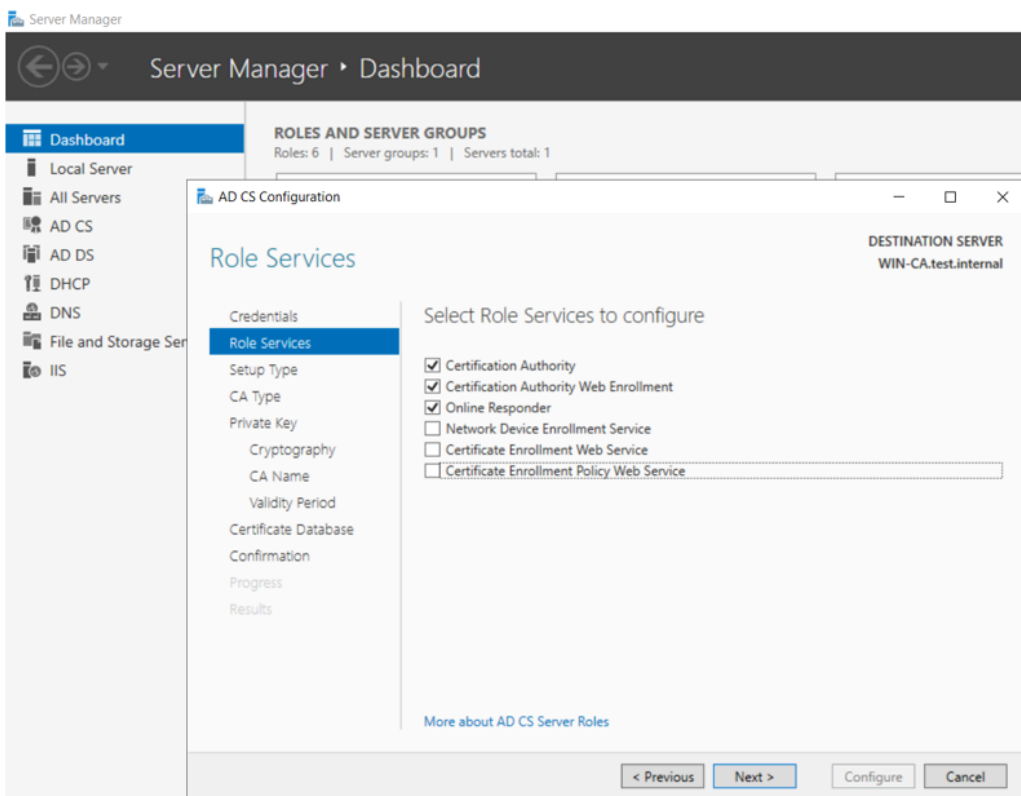 Server Manager
Server Manager ‣ Dashboard
Dashboard
Local Server
All Servers
AD CS
AD DS
DHCP
DNS
File and Storage Ser
IIS
ROLES AND SERVER GROUPS
Roles: 6 | Server groups: 1 | Servers total: 1
AD CS Configuration
Role Services
DESTINATION SERVER
WIN-CA.test.internal
Credentials
Role Services
Setup Type
CA Type
Private Key
Cryptography
CA Name
Validity Period
Certificate Database
Confirmation
Progress
Results
Select Role Services to configure
Certification Authority
Certification Authority Web Enrollment
Online Responder
Network Device Enrollment Service
Certificate Enrollment Web Service
Certificate Enrollment Policy Web Service
More about AD CS Server Roles
< Previous
Next >
Configure
Cancel